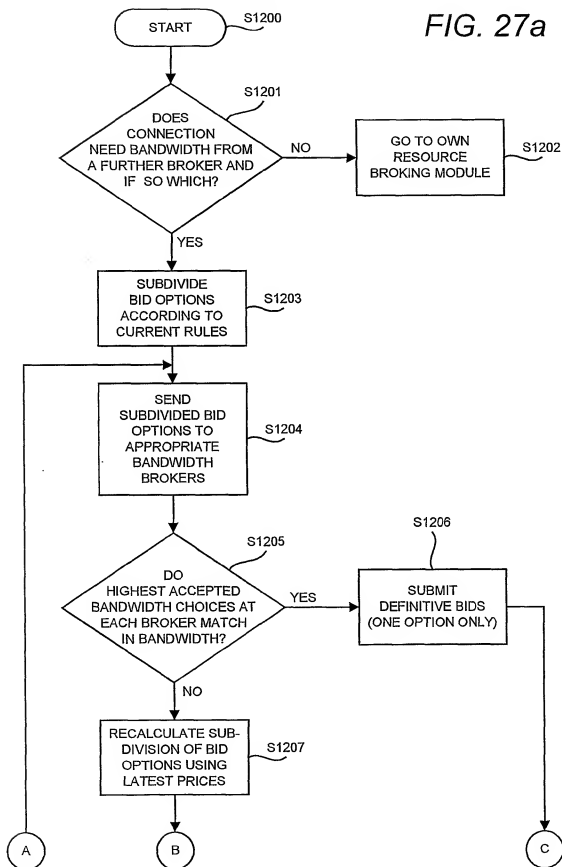 FIG. 27a
START
S1200
S1201
DOES
CONNECTION
NEED BANDWIDTH FROM
A FURTHER BROKER AND
IF SO WHICH?
NO
GO TO OWN
RESOURCE
BROKING MODULE
S1202
YES
SUBDIVIDE
BID OPTIONS
ACCORDING TO
CURRENT RULES
S1203
SEND
SUBDIVIDED BID
OPTIONS TO
APPROPRIATE
BANDWIDTH
BROKERS
S1204
S1205
DO
HIGHEST ACCEPTED
BANDWIDTH CHOICES AT
EACH BROKER MATCH
IN BANDWIDTH?
YES
S1206
SUBMIT
DEFINITIVE BIDS
(ONE OPTION ONLY)
NO
RECALCULATE SUB-
DIVISION OF BID
OPTIONS USING
LATEST PRICES
S1207
A
B
C